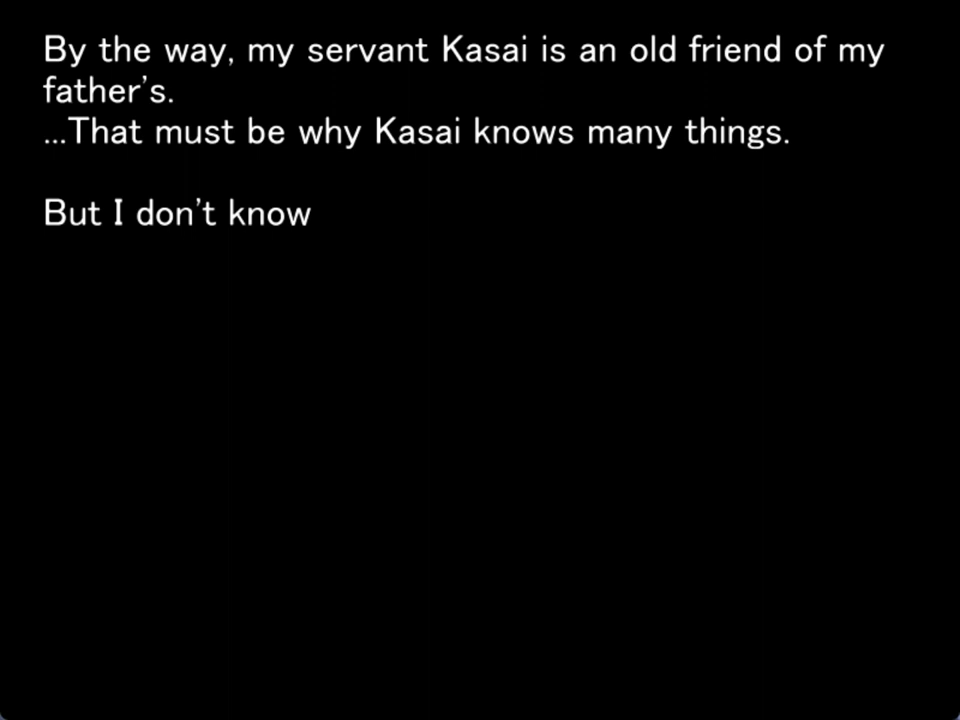 By the way, my servant Kasai is an old friend of my
father's.
...That must be why Kasai knows many things.
But I don't know